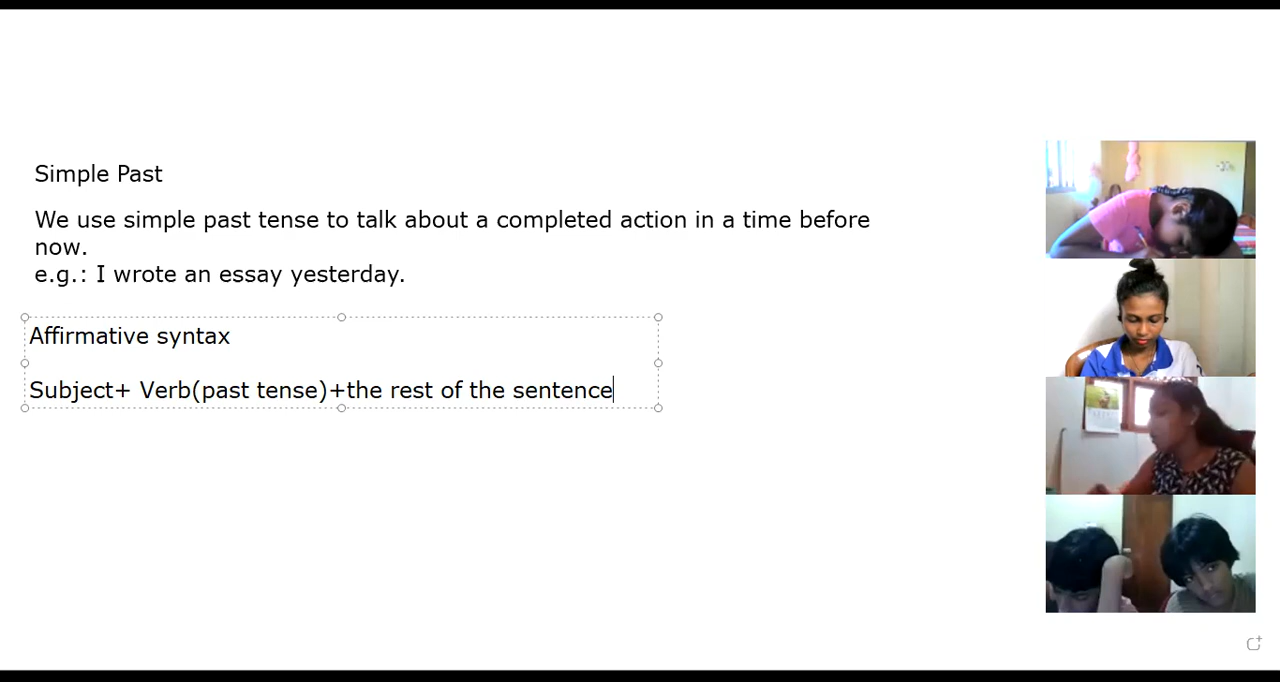 Simple Past
We use simple past tense to talk about a completed action in a time before
now.
e.g.: I wrote an essay yesterday.
Affirmative syntax
Subject+ Verb(past tense)+the rest of the sentence